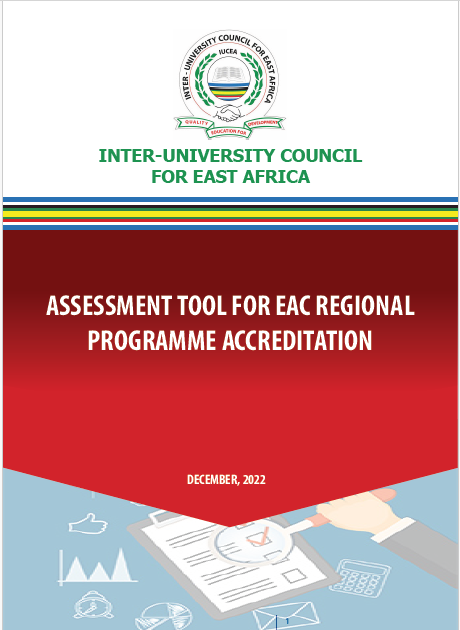 INTER - UNIVERSITY COUNCIL FOR EAST AFRICA
IUCEA
QUALITY
EDUCATION FOR
DEVELOPMENT
INTER-UNIVERSITY COUNCIL
FOR EAST AFRICA
ASSESSMENT TOOL FOR EAC REGIONAL
PROGRAMME ACCREDITATION
DECEMBER, 2022
1